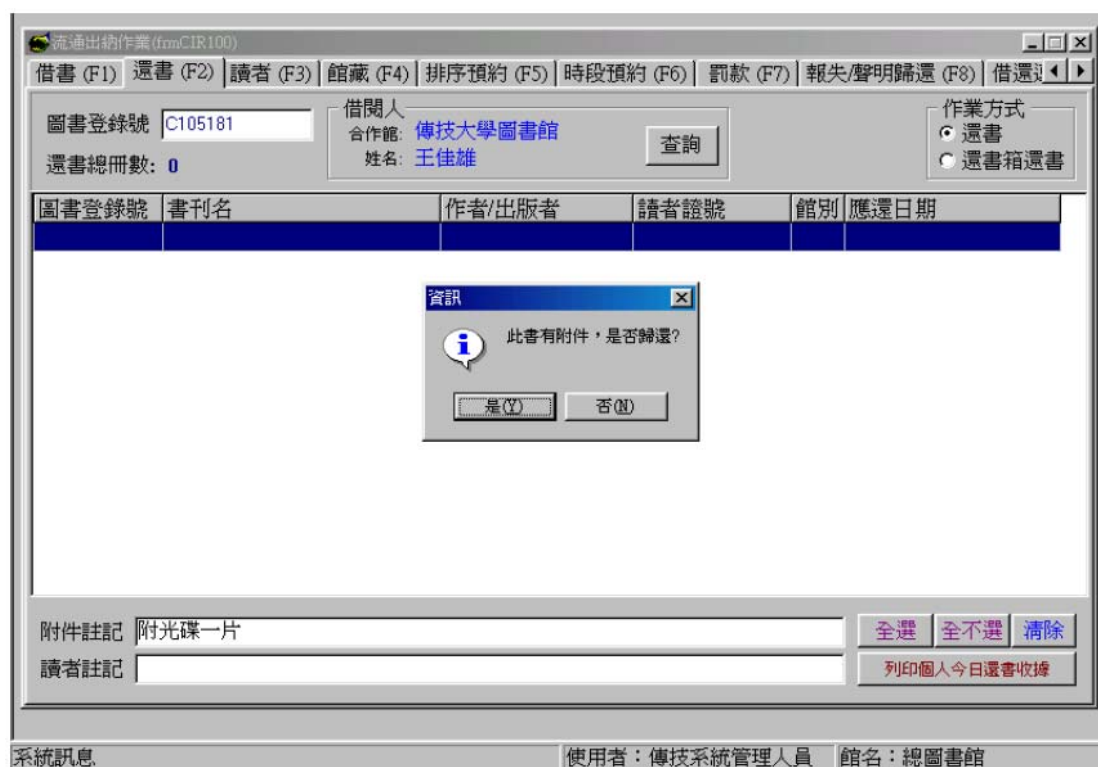 流通出納作業(frmCIR100)
借書 (F1) 還書 (F2) 讀者 (F3) 館藏 (F4) 排序預約 (F5) 時段預約 (F6) 罰款 (F7) 報失/聲明歸還 (F8) 借還
圖書登錄號 C105181
還書總冊數: 0
借閱人
合作館: 傳技大學圖書館
姓名: 王佳雄
查詢
作業方式
還書
還書箱還書
圖書登錄號 書刊名 作者/出版者 讀者證號 館別 應還日期
資訊
此書有附件，是否歸還?
是(Y) 否(N)
附件註記 附光碟一片
全選 全不選 清除
讀者註記
列印個人今日還書收據
系統訊息 使用者：傳技系統管理人員 館名：總圖書館